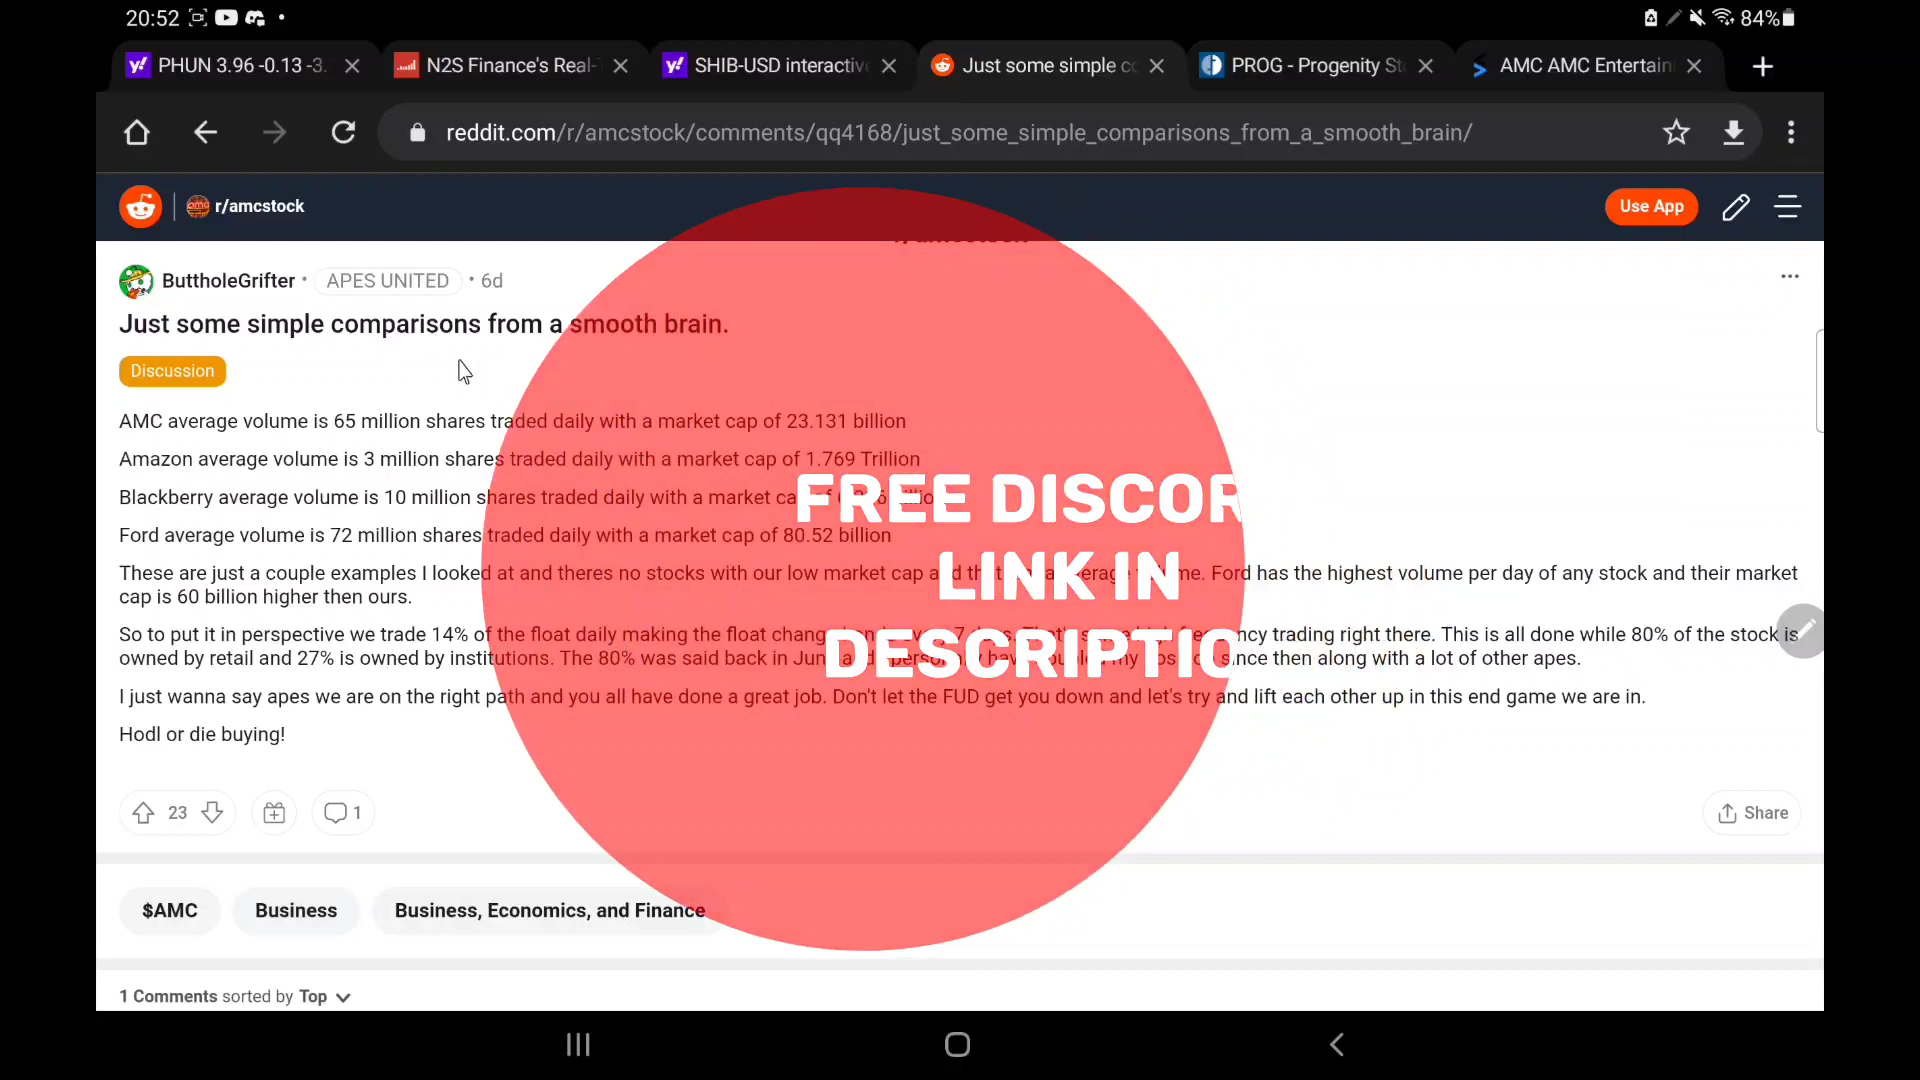 20:52
84%
PHUN 3.96 -0.13 -3.
N2S Finance's Real-
SHIB-USD interactive
Just some simple co
PROG - Progenity St
AMC AMC Entertain
reddit.com/r/amcstock/comments/qq4168/just_some_simple_comparisons_from_a_smooth_brain/
r/amcstock
Use App
ButtholeGrifter • APES UNITED • 6d
Just some simple comparisons from a smooth brain.
Discussion
AMC average volume is 65 million shares traded daily with a market cap of 23.131 billion
Amazon average volume is 3 million shares traded daily with a market cap of 1.769 Trillion
Blackberry average volume is 10 million shares traded daily with a market
Ford average volume is 72 million shares traded daily with a market cap of 80.52 billion
These are just a couple examples I looked at and theres no stocks with our low market cap Ford has the highest volume per day of any stock and their market
cap is 60 billion higher then ours.
So to put it in perspective we trade 14% of the float daily making the float trading right there. This is all done while 80% of the stock is
owned by retail and 27% is owned by institutions. The 80% was said back in since then along with a lot of other apes.
I just wanna say apes we are on the right path and you all have done a great job. Don't let the FUD get you down and let's try and lift each other up in this end game we are in.
Hodl or die buying!
FREE DISCOR
LINK IN
DESCRIPTIO
23
1
Share
$AMC
Business
Business, Economics, and Finance
1 Comments sorted by Top